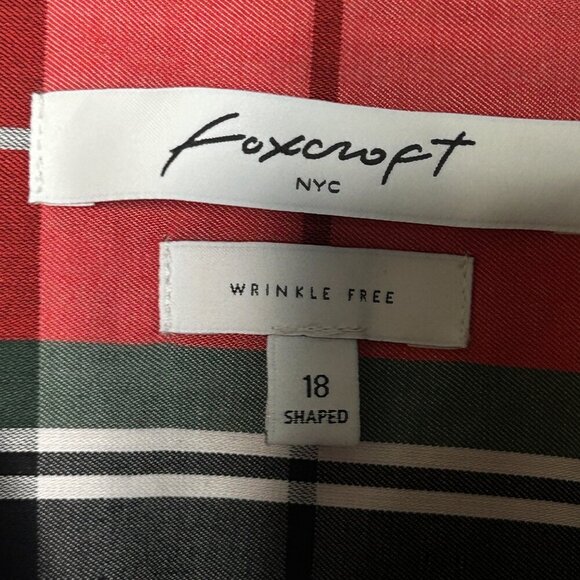 foxcroft
NYC
WRINKLE FREE
18
SHAPED